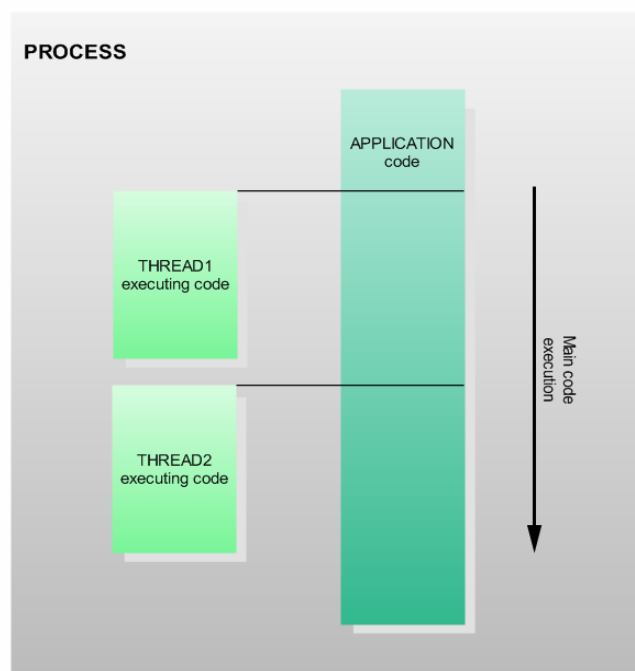 PROCESS
APPLICATION
code
THREAD1
executing code
THREAD2
executing code
Main code
execution